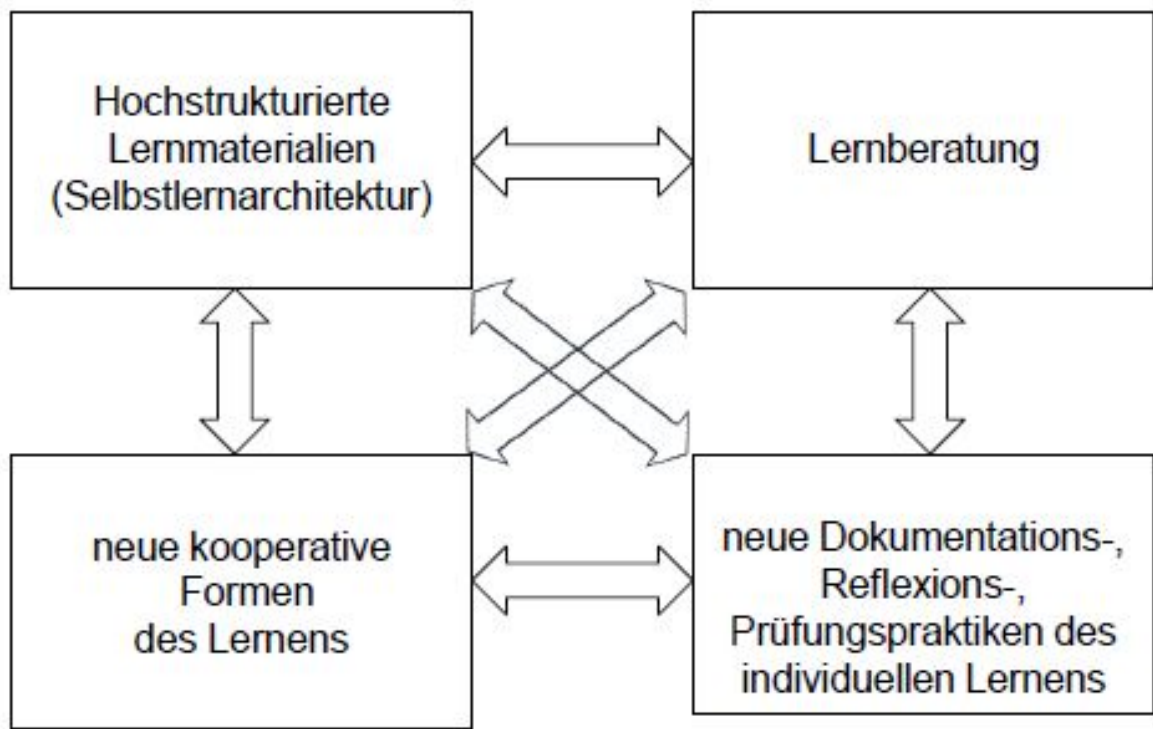 Hochstrukturierte
Lernmaterialien
(Selbstlernarchitektur)
Lernberatung
neue kooperative
Formen
des Lernens
neue Dokumentations-,
Reflexions-,
Prüfungspraktiken des
individuellen Lernens